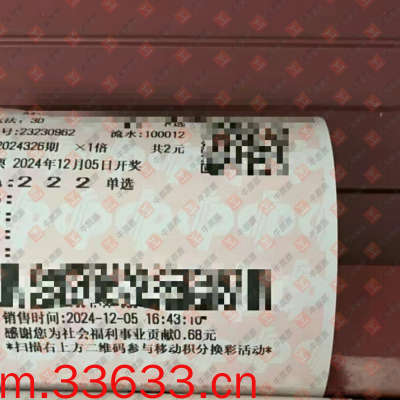 玩法: 3D
号:23230962 流水:100012
2024326期 ×1倍 共2元
2024年12月05日开奖
:222 单选
销售时间:2024-12-05 16:43:10
感谢您为社会福利事业贡献0.68元
*扫描右上方二维码参与移动积分换彩活动*
m.33633.cn